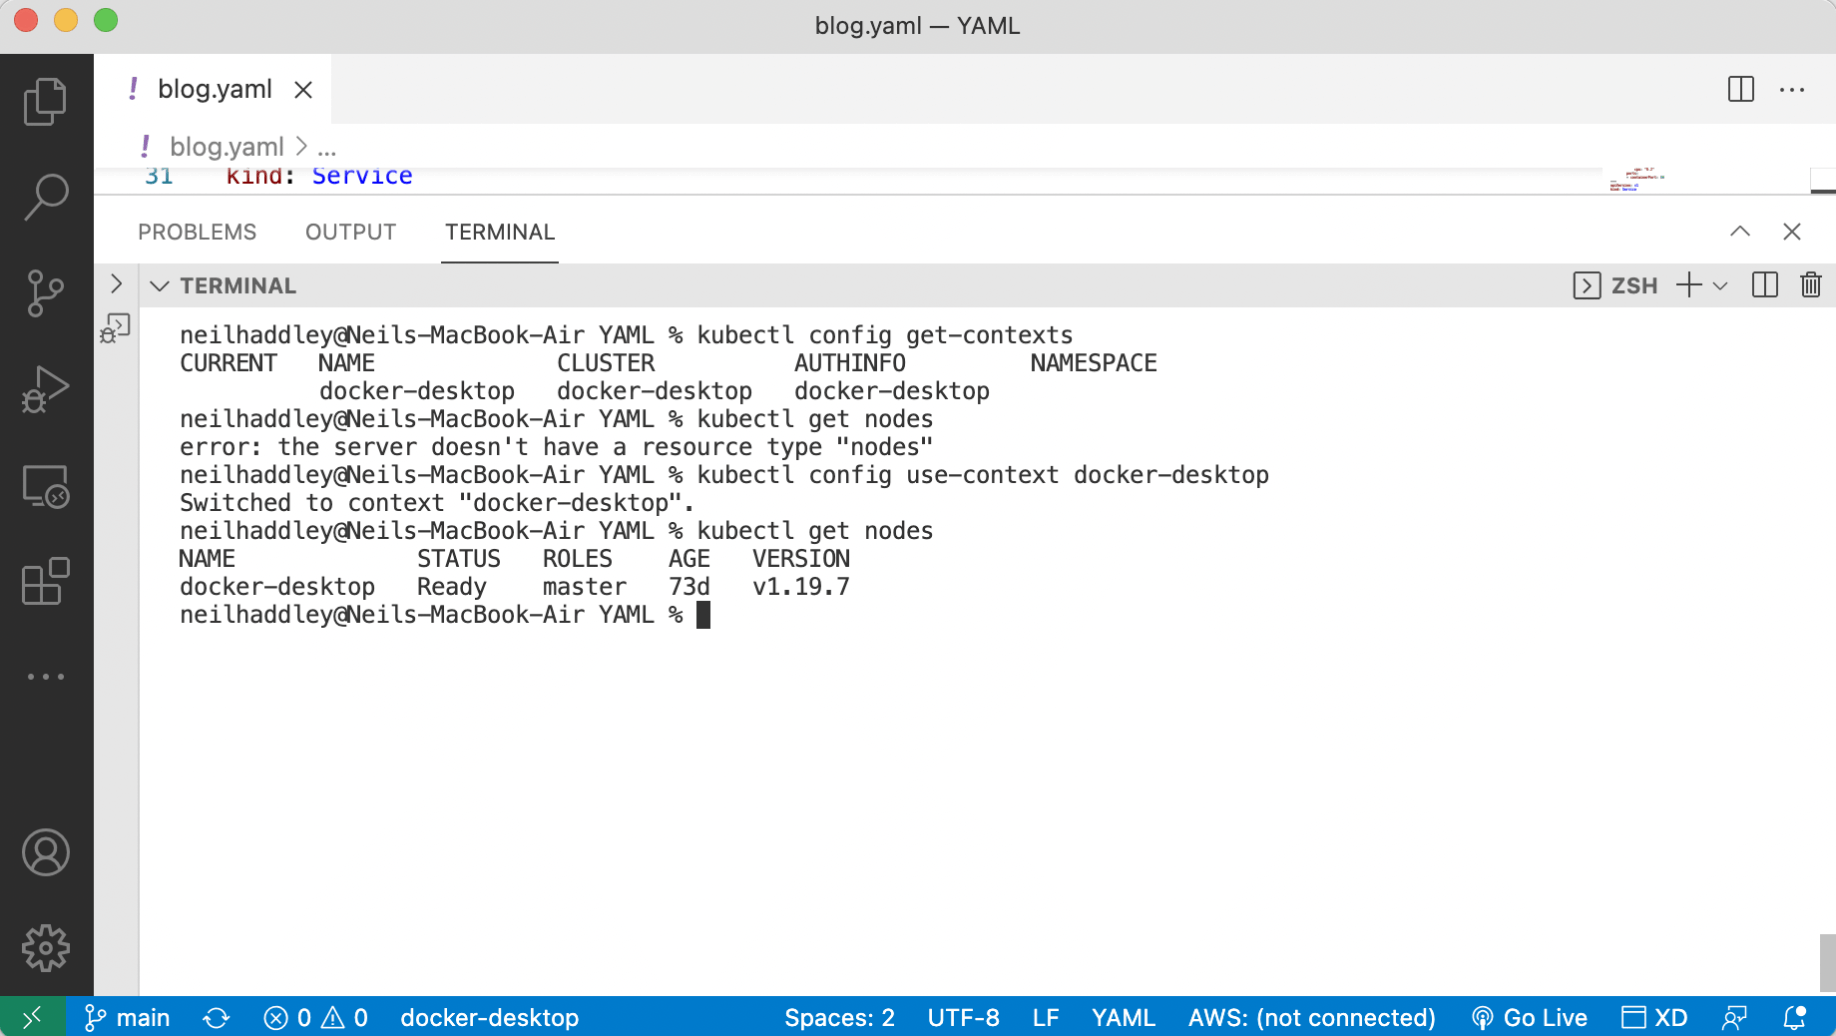 blog.yaml — YAML
! blog.yaml
! blog.yaml > ...
31 kind: Service
PROBLEMS OUTPUT TERMINAL
TERMINAL ZSH
neilhaddley@Neils-MacBook-Air YAML % kubectl config get-contexts
CURRENT NAME CLUSTER AUTHINFO NAMESPACE
docker-desktop docker-desktop docker-desktop
neilhaddley@Neils-MacBook-Air YAML % kubectl get nodes
error: the server doesn't have a resource type "nodes"
neilhaddley@Neils-MacBook-Air YAML % kubectl config use-context docker-desktop
Switched to context "docker-desktop".
neilhaddley@Neils-MacBook-Air YAML % kubectl get nodes
NAME STATUS ROLES AGE VERSION
docker-desktop Ready master 73d v1.19.7
neilhaddley@Neils-MacBook-Air YAML %
main 0 0 docker-desktop Spaces: 2 UTF-8 LF YAML AWS: (not connected) Go Live XD